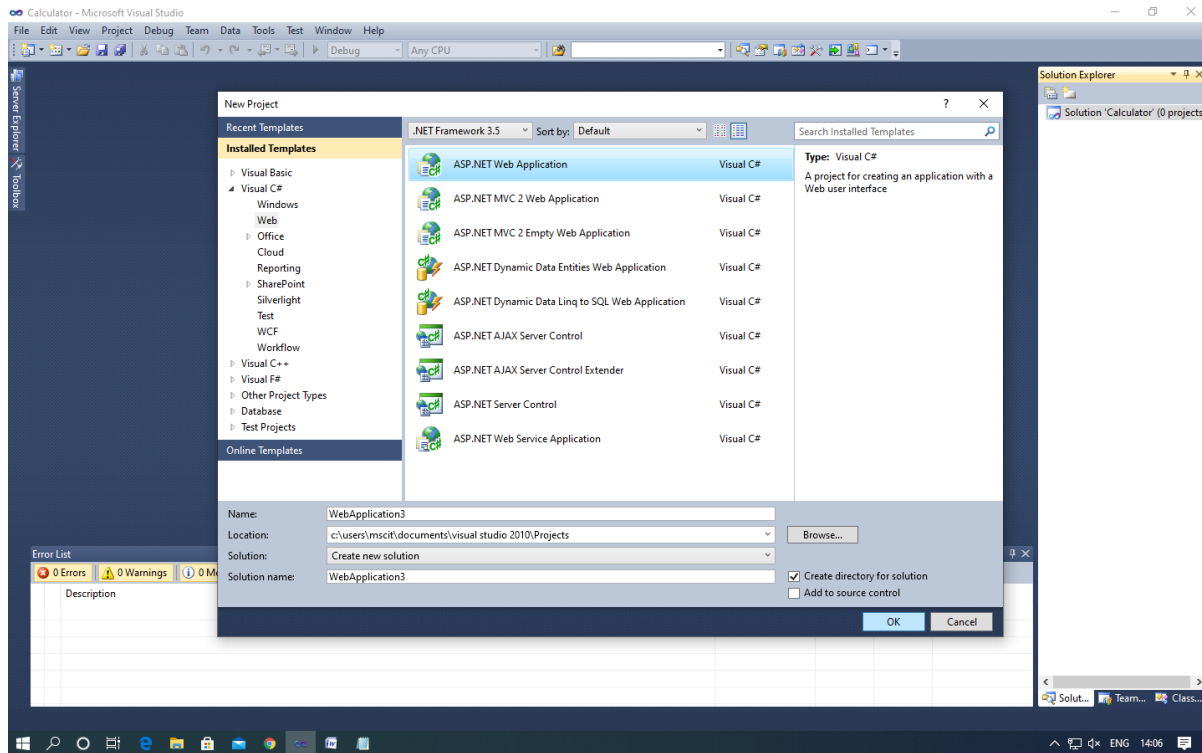 Calculator - Microsoft Visual Studio
File Edit View Project Debug Team Data Tools Test Window Help
Debug Any CPU
Server Explorer
Toolbox
New Project ?
Recent Templates
Installed Templates
Visual Basic
Visual C#
Windows
Web
Office
Cloud
Reporting
SharePoint
Silverlight
Test
WCF
Workflow
Visual C++
Visual F#
Other Project Types
Database
Test Projects
Online Templates
.NET Framework 3.5 Sort by: Default
ASP.NET Web Application Visual C#
ASP.NET MVC 2 Web Application Visual C#
ASP.NET MVC 2 Empty Web Application Visual C#
ASP.NET Dynamic Data Entities Web Application Visual C#
ASP.NET Dynamic Data Linq to SQL Web Application Visual C#
ASP.NET AJAX Server Control Visual C#
ASP.NET AJAX Server Control Extender Visual C#
ASP.NET Server Control Visual C#
ASP.NET Web Service Application Visual C#
Search Installed Templates
Type: Visual C#
A project for creating an application with a
Web user interface
Name: WebApplication3
Location: c:\users\mscit\documents\visual studio 2010\Projects Browse...
Solution: Create new solution
Solution name: WebApplication3
Create directory for solution
Add to source control
OK Cancel
Error List
0 Errors 0 Warnings 0 M
Description
Solution Explorer
Solution 'Calculator' (0 projects
Solut... Team... Class...
ENG 14:06